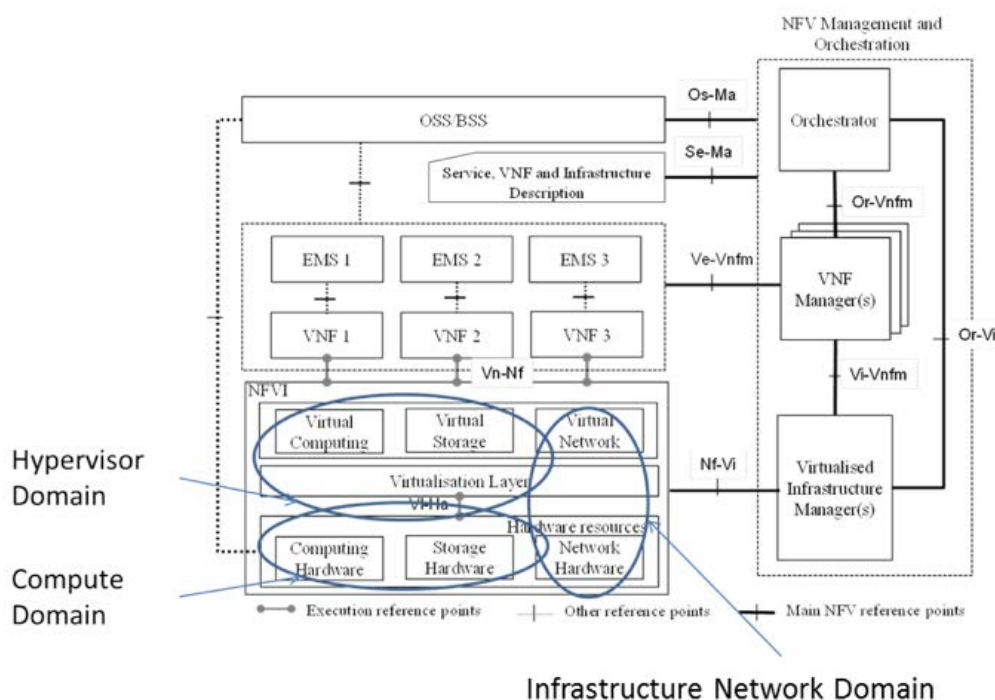 NFV Management and
Orchestration
Os-Ma
OSS/BSS
Orchestrator
Se-Ma
Service, VNF and Infrastructure
Description
Or-Vnfm
EMS 1
EMS 2
EMS 3
Ve-Vnfm
VNF
Manager(s)
VNF 1
VNF 2
VNF 3
Or-Vi
Vn-Nf
Vi-Vnfm
NFVI
Virtual
Computing
Virtual
Storage
Virtual
Network
Hypervisor
Domain
Nf-Vi
Virtualised
Infrastructure
Manager(s)
Virtualisation Layer
Vl-Ha
Hardware resources
Computing
Hardware
Storage
Hardware
Network
Hardware
Compute
Domain
Execution reference points
Other reference points
Main NFV reference points
Infrastructure Network Domain